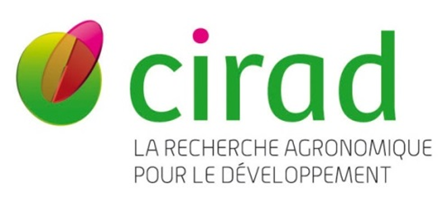 cirad
LA RECHERCHE AGRONOMIQUE
POUR LE DÉVELOPPEMENT